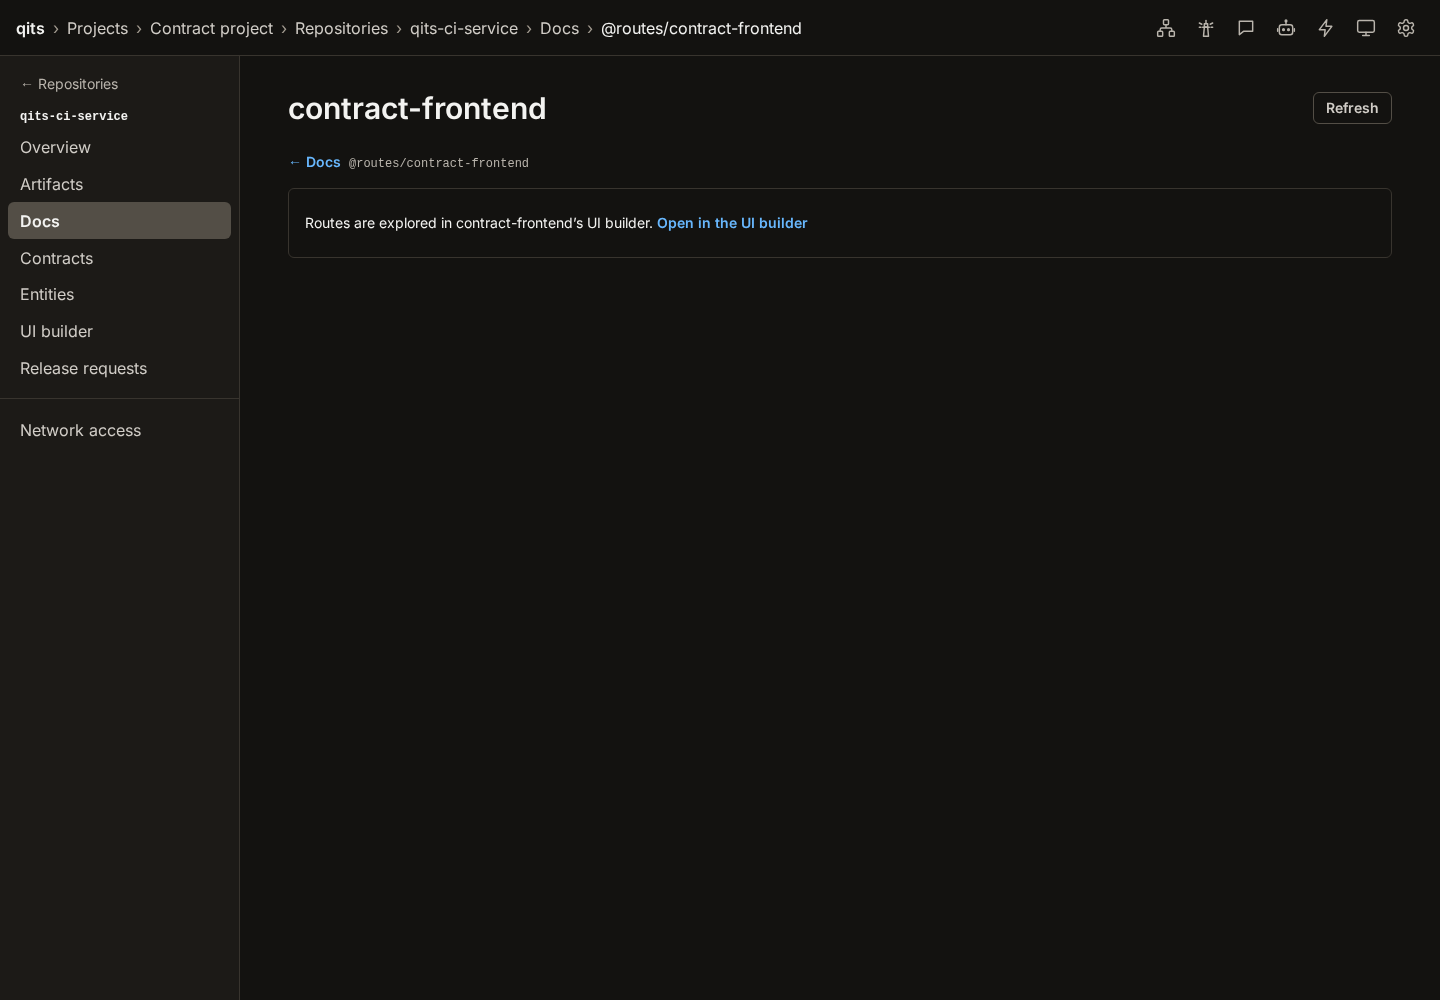 qits › Projects › Contract project › Repositories › qits-ci-service › Docs › @routes/contract-frontend
← Repositories
qits-ci-service
Overview
Artifacts
Docs
Contracts
Entities
UI builder
Release requests
Network access
contract-frontend
Refresh
← Docs @routes/contract-frontend
Routes are explored in contract-frontend’s UI builder. Open in the UI builder